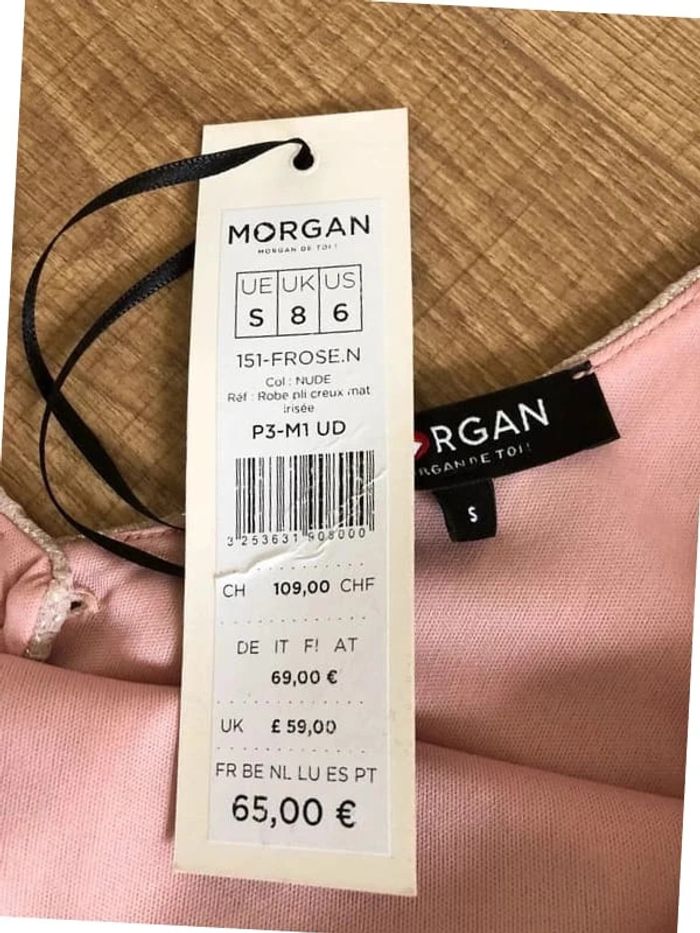 MORGAN
MORGAN DE TOI !
UE UK US
S 8 6
151-FROSE.N
Col : NUDE
Réf : Robe pli creux mat
irisée
P3-M1 UD
3 253631 908000
CH 109,00 CHF
DE IT FI AT
69,00 €
UK £ 59,00
FR BE NL LU ES PT
65,00 €
RGAN
RGAN DE TOI !
S